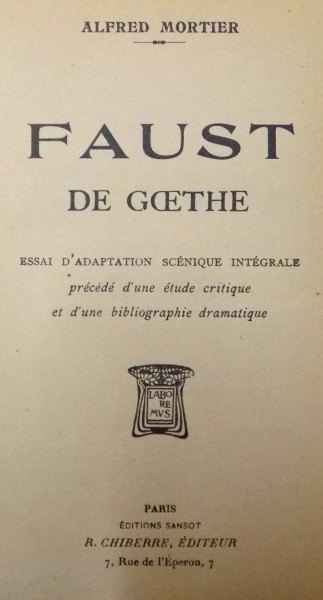 ALFRED MORTIER
FAUST
DE GŒTHE
ESSAI D'ADAPTATION SCÉNIQUE INTÉGRALE
précédé d'une étude critique
et d'une bibliographie dramatique
LABO
RE
MVS
PARIS
ÉDITIONS SANSOT
R. CHIBERRE, ÉDITEUR
7, Rue de l'Éperon, 7